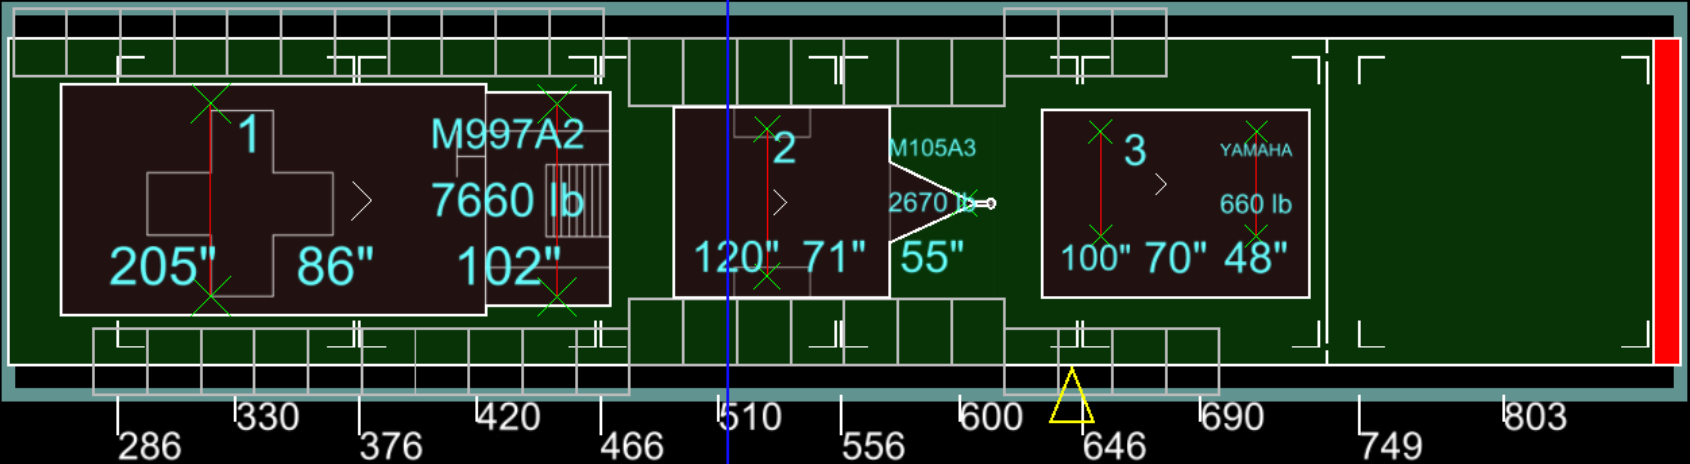 1
M997A2
7660 lb
205" 86" 102"
2
M105A3
2670 lb
120" 71" 55"
3
YAMAHA
660 lb
100" 70" 48"
330 420 510 600 690 803
286 376 466 556 646 749